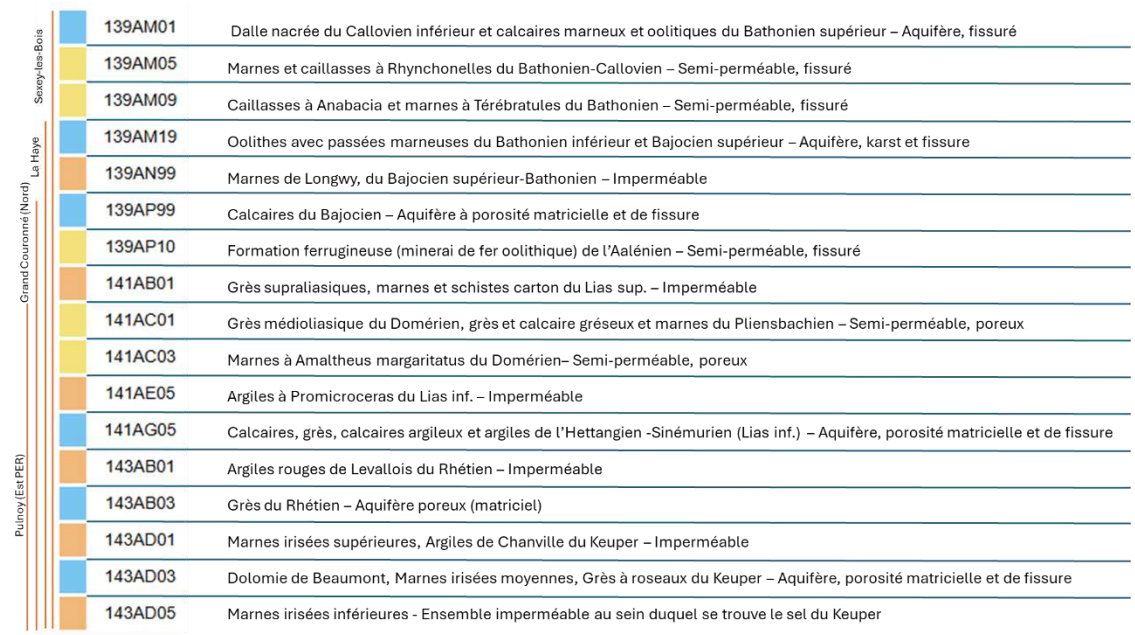 Sexey-les-Bois
La Haye
Grand Couronné (Nord)
Pulnoy (Est PER)
139AM01 Dalle nacrée du Callovien inférieur et calcaires marneux et oolitiques du Bathonien supérieur – Aquifère, fissuré
139AM05 Marnes et caillasses à Rhynchonelles du Bathonien-Callovien – Semi-perméable, fissuré
139AM09 Caillasses à Anabacia et marnes à Térébratules du Bathonien – Semi-perméable, fissuré
139AM19 Oolithes avec passées marneuses du Bathonien inférieur et Bajocien supérieur – Aquifère, karst et fissure
139AN99 Marnes de Longwy, du Bajocien supérieur-Bathonien – Imperméable
139AP99 Calcaires du Bajocien – Aquifère à porosité matricielle et de fissure
139AP10 Formation ferrugineuse (minerai de fer oolithique) de l’Aalénien – Semi-perméable, fissuré
141AB01 Grès supraliasiques, marnes et schistes carton du Lias sup. – Imperméable
141AC01 Grès médioliasique du Domérien, grès et calcaire gréseux et marnes du Pliensbachien – Semi-perméable, poreux
141AC03 Marnes à Amaltheus margaritatus du Domérien– Semi-perméable, poreux
141AE05 Argiles à Promicroceras du Lias inf. – Imperméable
141AG05 Calcaires, grès, calcaires argileux et argiles de l’Hettangien -Sinémurien (Lias inf.) – Aquifère, porosité matricielle et de fissure
143AB01 Argiles rouges de Levallois du Rhétien – Imperméable
143AB03 Grès du Rhétien – Aquifère poreux (matriciel)
143AD01 Marnes irisées supérieures, Argiles de Chanville du Keuper – Imperméable
143AD03 Dolomie de Beaumont, Marnes irisées moyennes, Grès à roseaux du Keuper – Aquifère, porosité matricielle et de fissure
143AD05 Marnes irisées inférieures - Ensemble imperméable au sein duquel se trouve le sel du Keuper